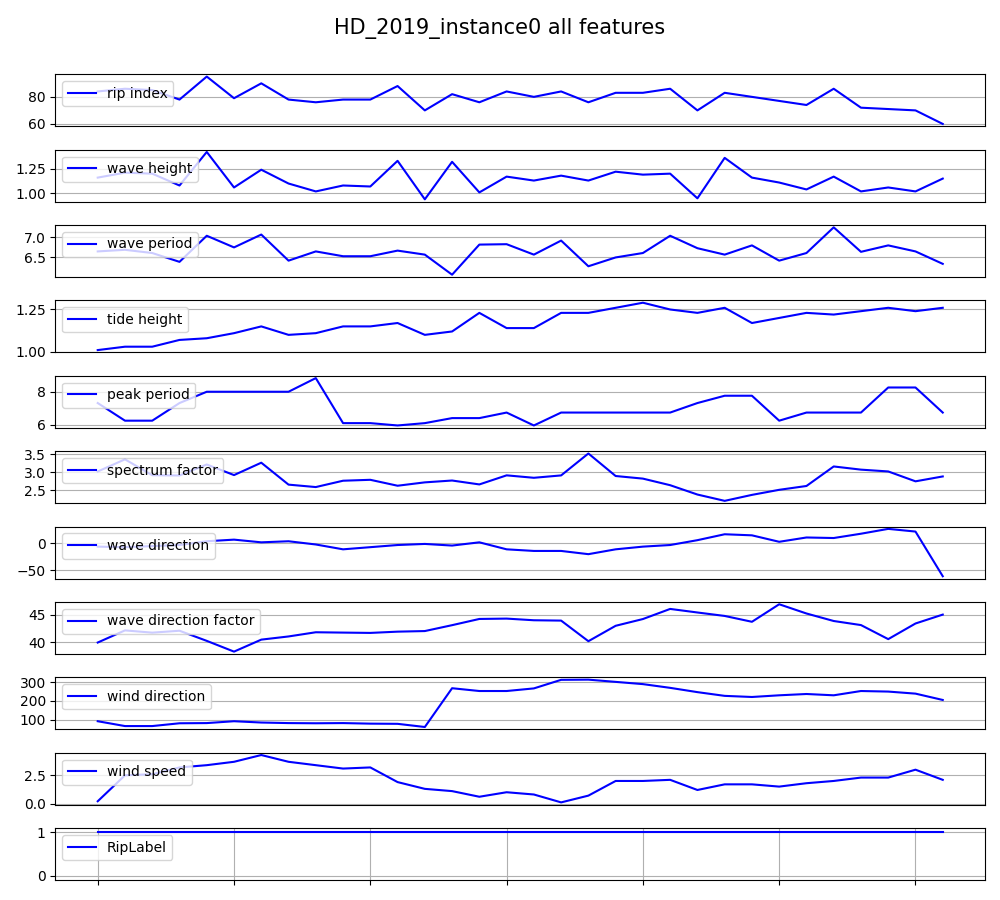 HD_2019_instance0 all features
80
60
rip index
1.25
1.00
wave height
7.0
6.5
wave period
1.25
1.00
tide height
8
6
peak period
3.5
3.0
2.5
spectrum factor
0
−50
wave direction
45
40
wave direction factor
300
200
100
wind direction
2.5
0.0
wind speed
1
0
RipLabel